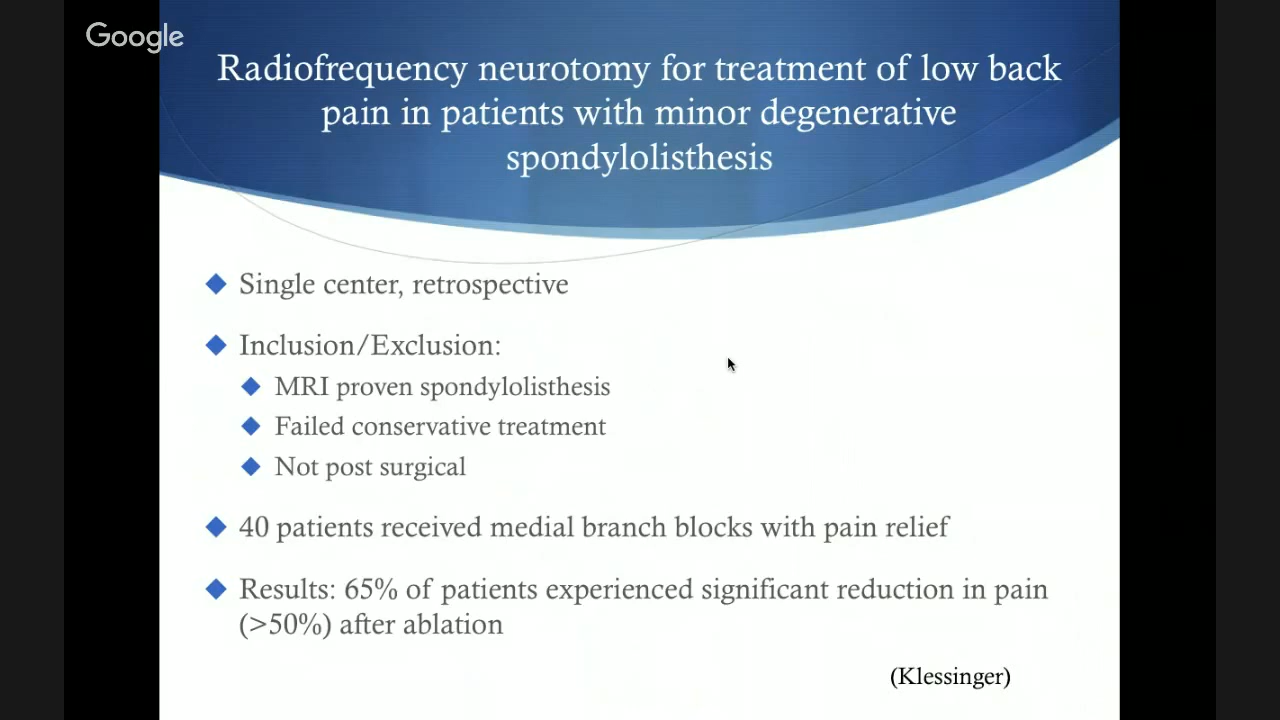 Google
Radiofrequency neurotomy for treatment of low back
pain in patients with minor degenerative
spondylolisthesis
Single center, retrospective
Inclusion/Exclusion:
MRI proven spondylolisthesis
Failed conservative treatment
Not post surgical
40 patients received medial branch blocks with pain relief
Results: 65% of patients experienced significant reduction in pain
(>50%) after ablation
(Klessinger)